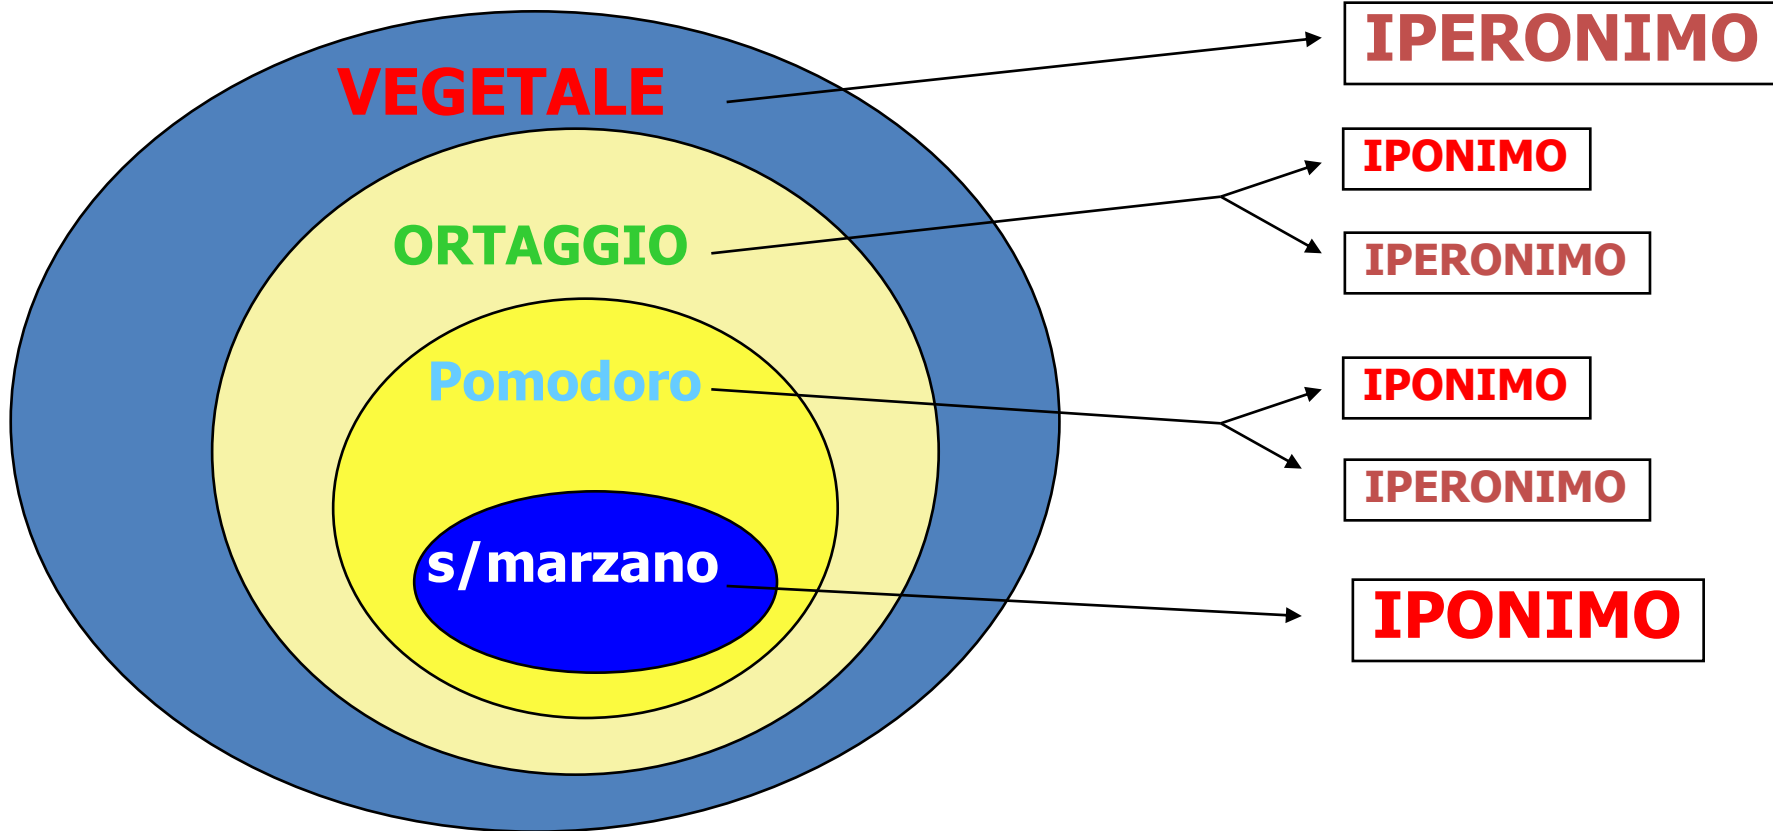 IPERONIMO
VEGETALE
IPONIMO
ORTAGGIO
IPERONIMO
Pomodoro
IPONIMO
IPERONIMO
s/marzano
IPONIMO